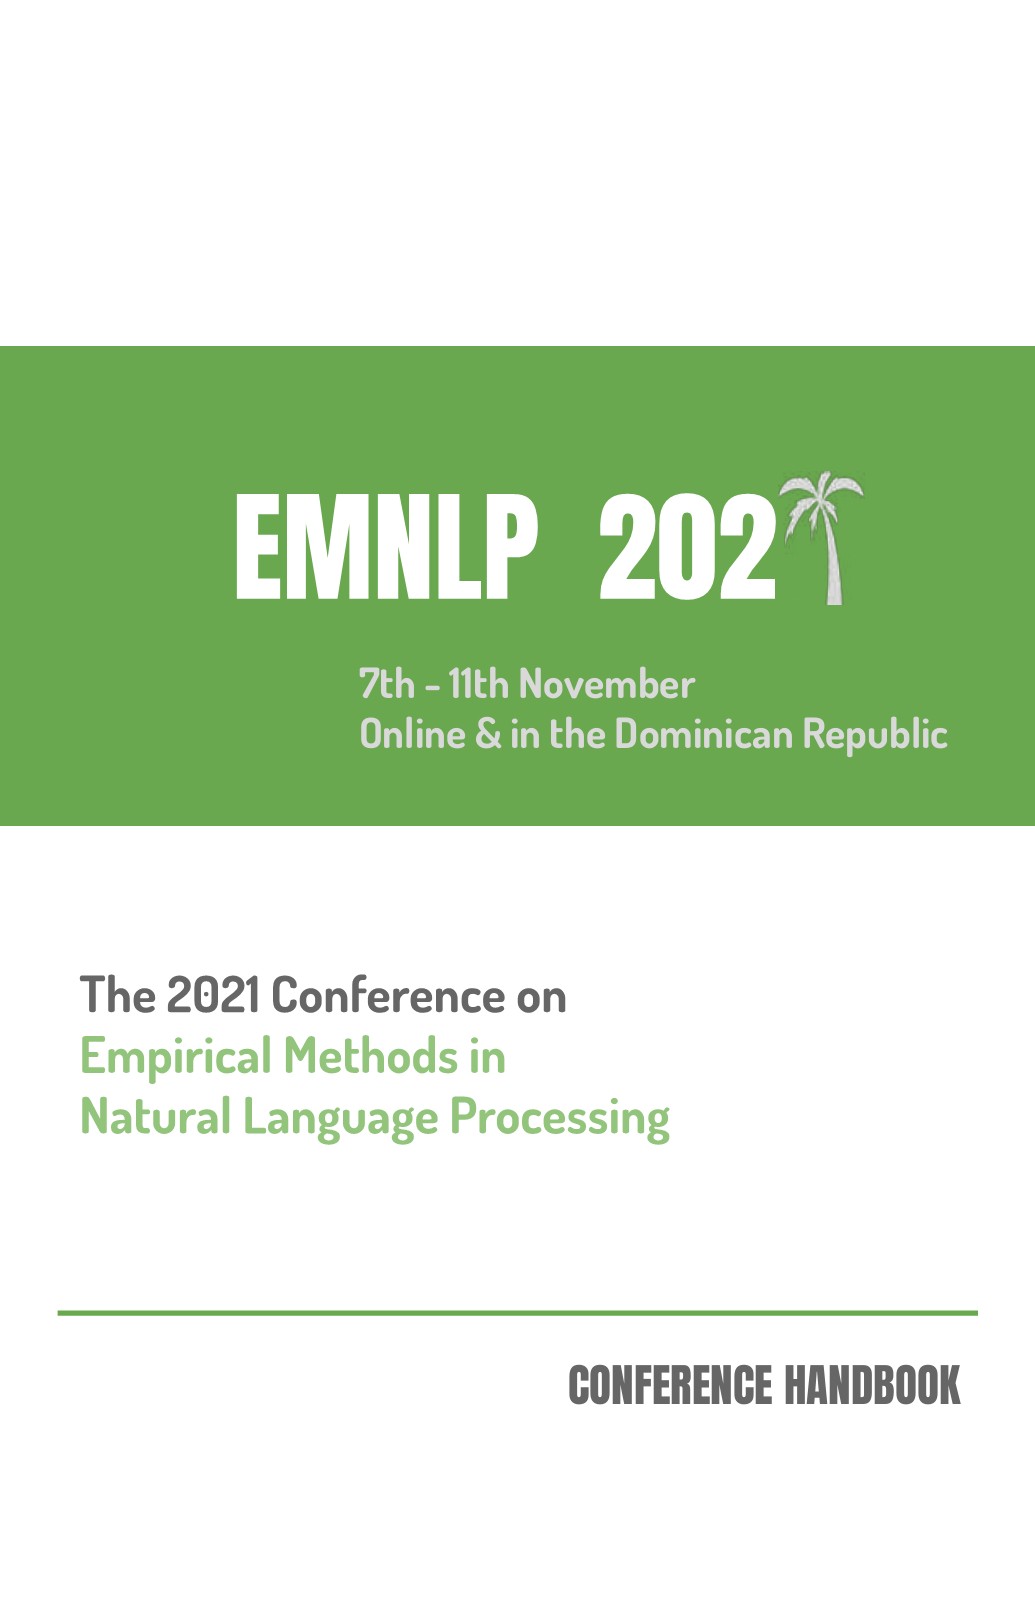 EMNLP 2021
7th - 11th November
Online & in the Dominican Republic
The 2021 Conference on
Empirical Methods in
Natural Language Processing
CONFERENCE HANDBOOK